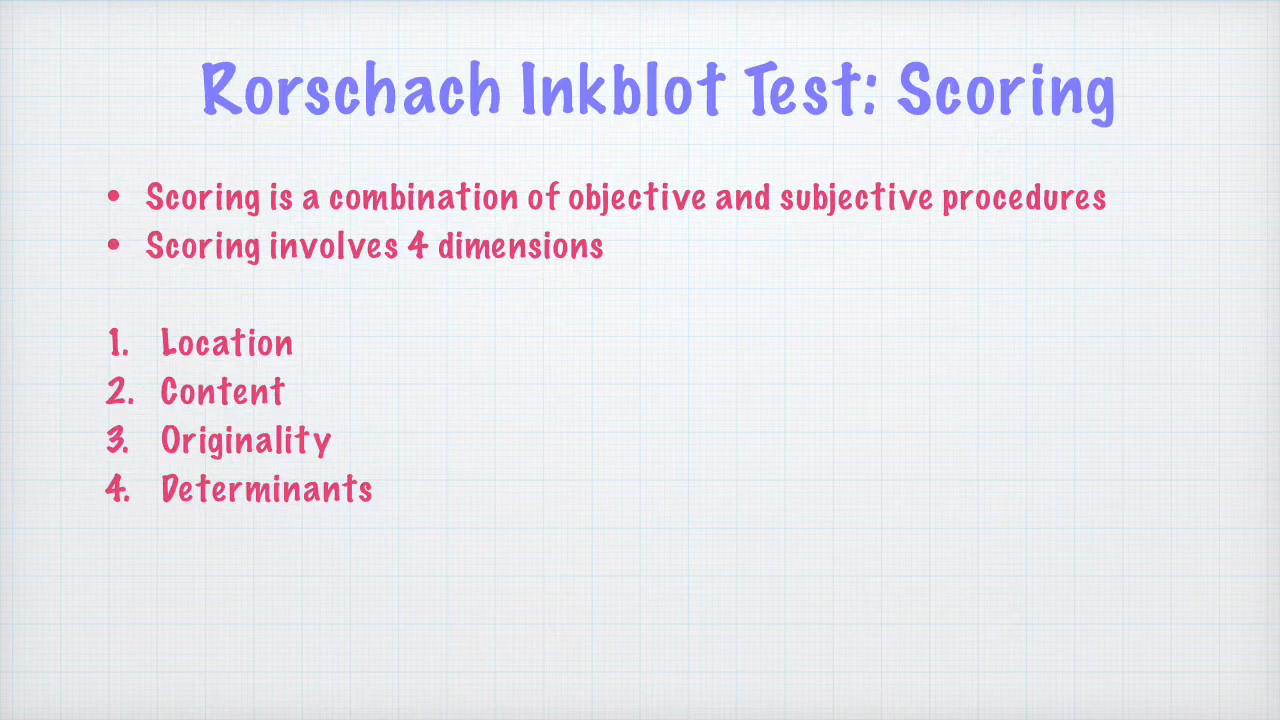 Rorschach Inkblot Test: Scoring
• Scoring is a combination of objective and subjective procedures
• Scoring involves 4 dimensions
1. Location
2. Content
3. Originality
4. Determinants